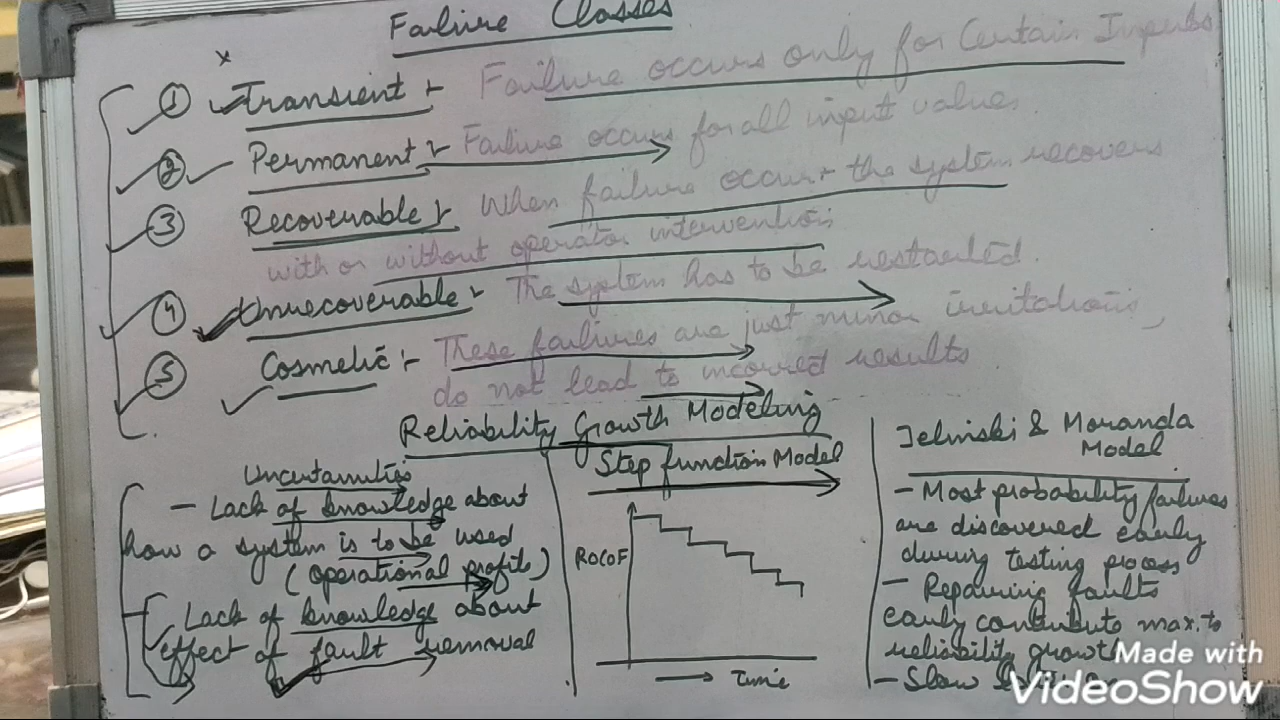 Failure Classes
① Transient :- Failure occurs only for Certain Inputs
② Permanent :- Failure occurs for all input values.
③ Recoverable :- When failure occurs the system recovers
with or without operator intervention
④ Unrecoverable :- The system has to be restarted.
⑤ Cosmetic :- These failures are just minor irritations,
do not lead to incorrect results
Reliability Growth Modeling
Uncertainities
- Lack of knowledge about
how a system is to be used
(operational profile)
- Lack of knowledge about
effect of fault removal
Step function Model
ROCOF
Time
Jelinski & Moranda
Model
- Most probability failures
are discovered early
during testing process
- Repairing faults
early contributes max. to
reliability growth
- Slow
Made with
VideoShow